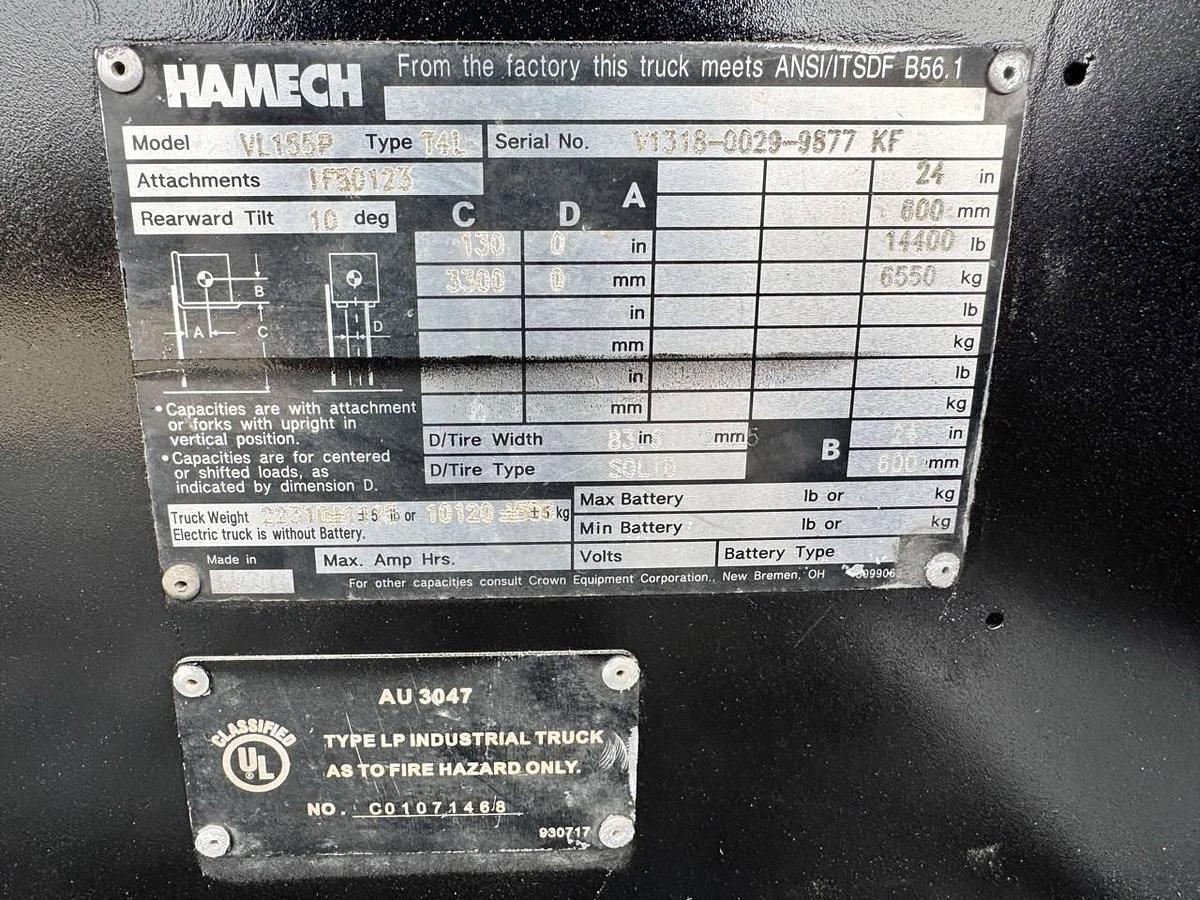 HAMECH From the factory this truck meets ANSI/ITSDF B56.1
Model VL155P Type T4L Serial No. V1318-0029-9877 KF
Attachments 24 in
Rearward Tilt 10 deg 600 mm
A
C D
130 0 in 14400 lb
3300 0 mm 6550 kg
in lb
mm kg
in lb
mm kg
A B C D
• Capacities are with attachment
or forks with upright in
vertical position.
• Capacities are for centered
or shifted loads, as
indicated by dimension D.
D/Tire Width in mm
D/Tire Type SOLID
B 24 in
600 mm
Truck Weight lb or 10120 kg
Electric truck is without Battery.
Max Battery lb or kg
Min Battery lb or kg
Made in
Max. Amp Hrs. Volts Battery Type
For other capacities consult Crown Equipment Corporation., New Bremen, OH
AU 3047
CLASSIFIED
UL
®
TYPE LP INDUSTRIAL TRUCK
AS TO FIRE HAZARD ONLY.
NO. C01071468
930717